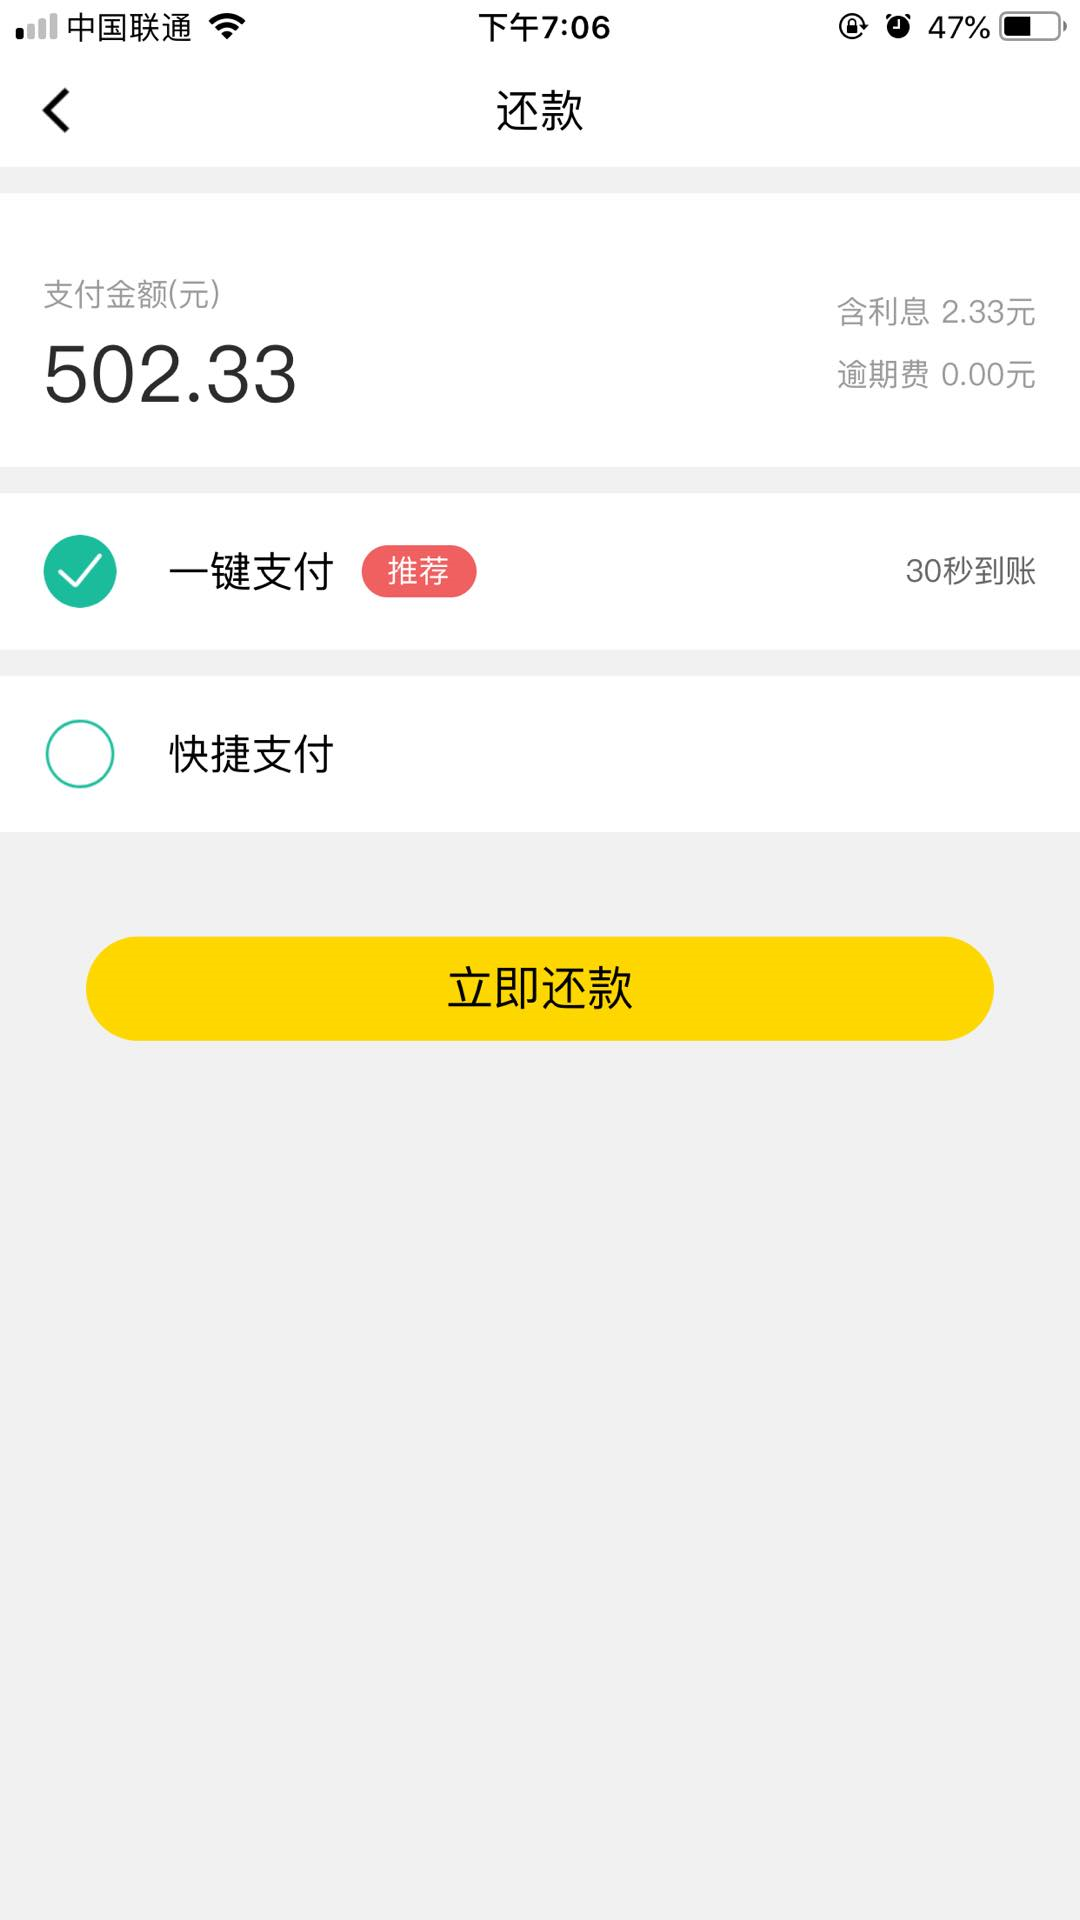 中国联通
下午7:06
47%
还款
支付金额(元)
502.33
含利息 2.33元
逾期费 0.00元
一键支付
推荐
30秒到账
快捷支付
立即还款